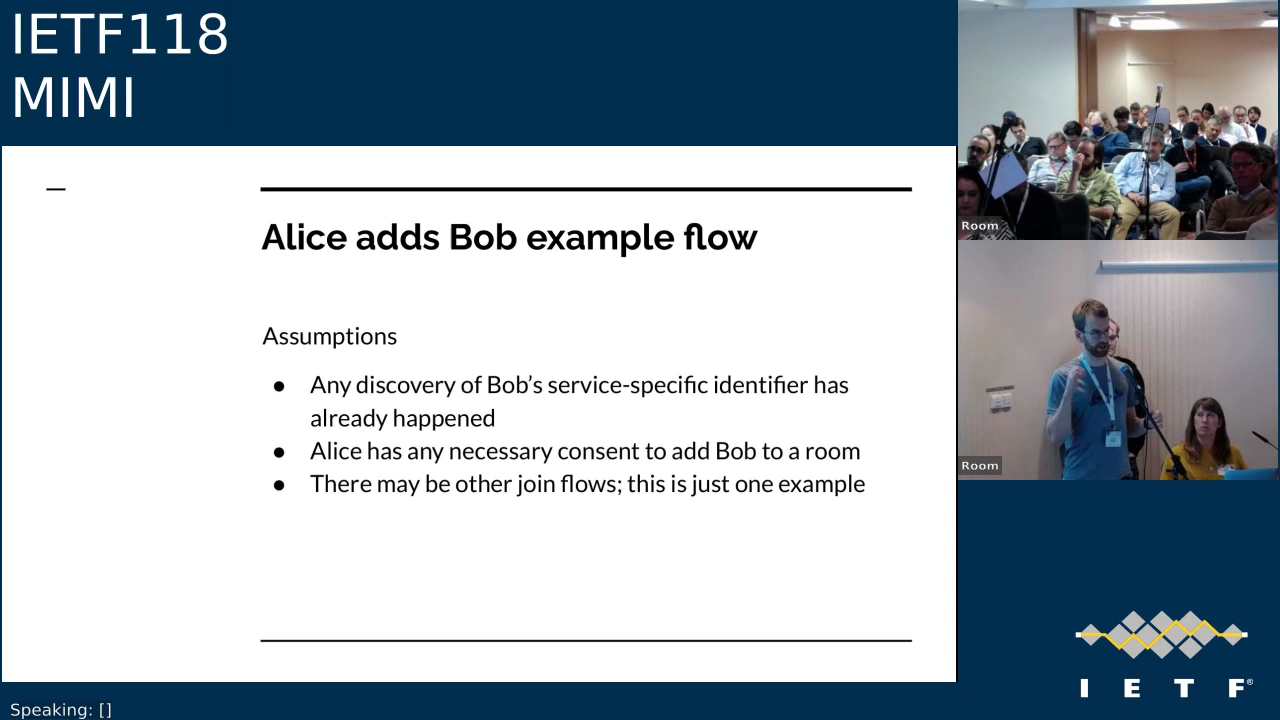 IETF118
MIMI
Alice adds Bob example flow
Assumptions
● Any discovery of Bob’s service-specific identifier has
already happened
● Alice has any necessary consent to add Bob to a room
● There may be other join flows; this is just one example
Room
Room
I E T F®
Speaking: []